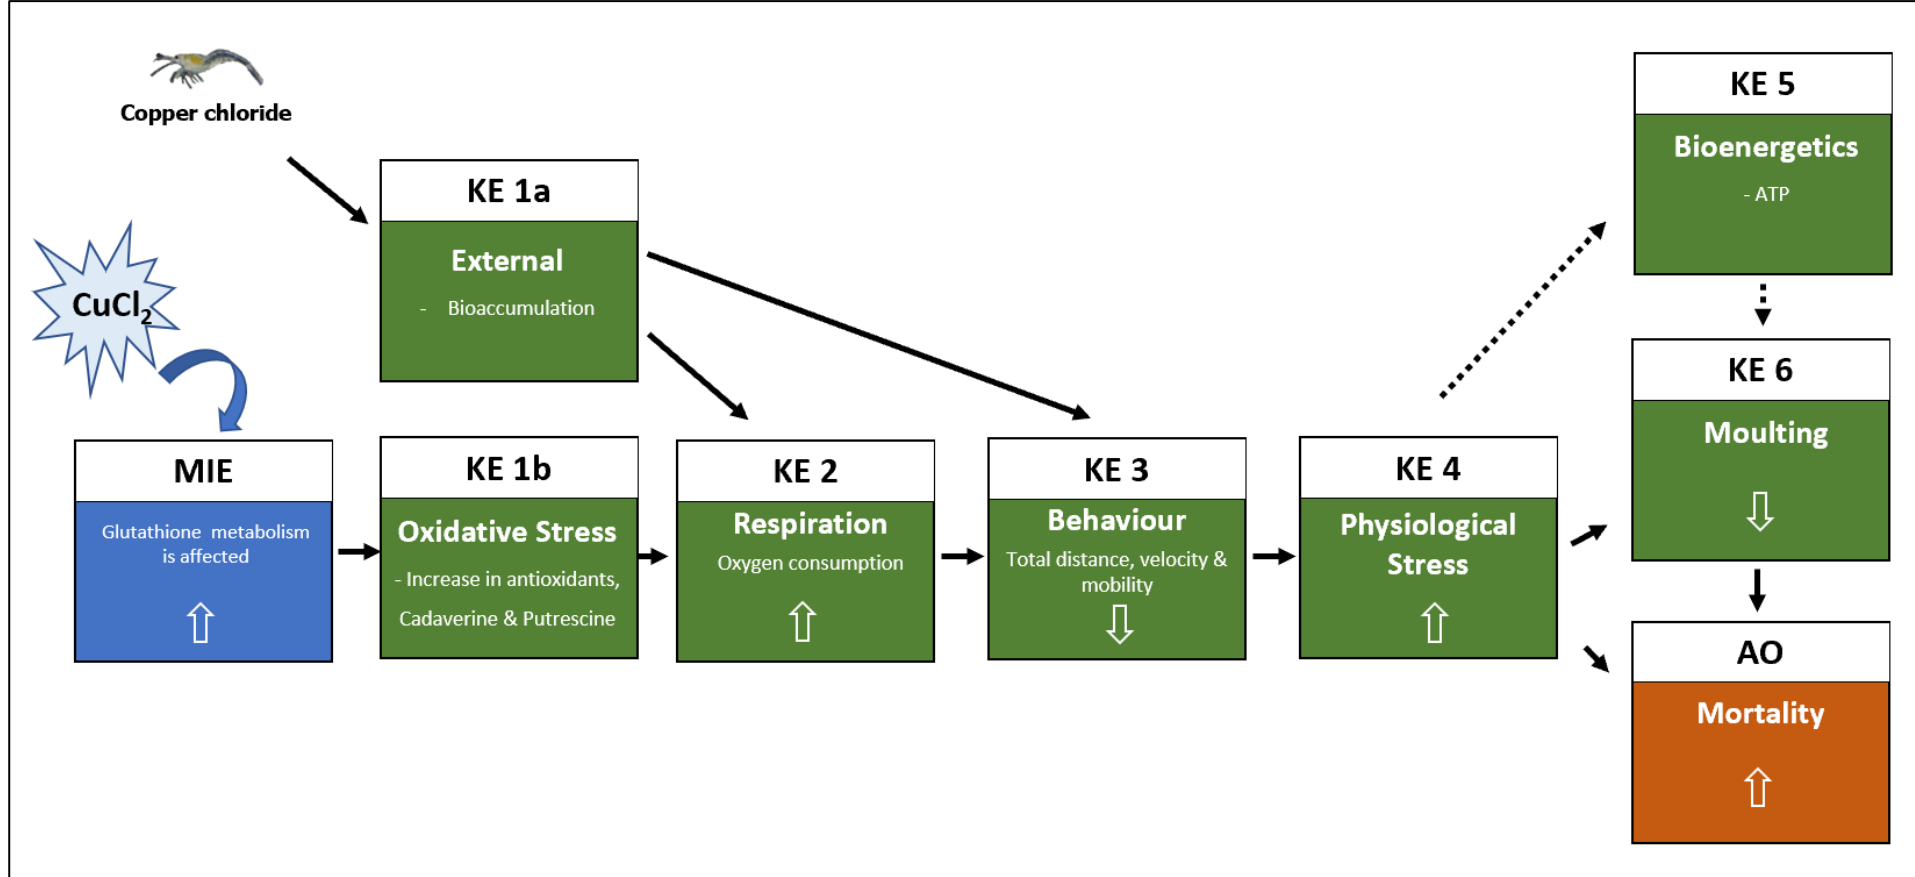 Copper chloride
CuCl₂
KE 1a
External
- Bioaccumulation
MIE
Glutathione metabolism
is affected
KE 1b
Oxidative Stress
- Increase in antioxidants,
Cadaverine & Putrescine
KE 2
Respiration
Oxygen consumption
KE 3
Behaviour
Total distance, velocity &
mobility
KE 4
Physiological
Stress
KE 5
Bioenergetics
- ATP
KE 6
Moulting
AO
Mortality